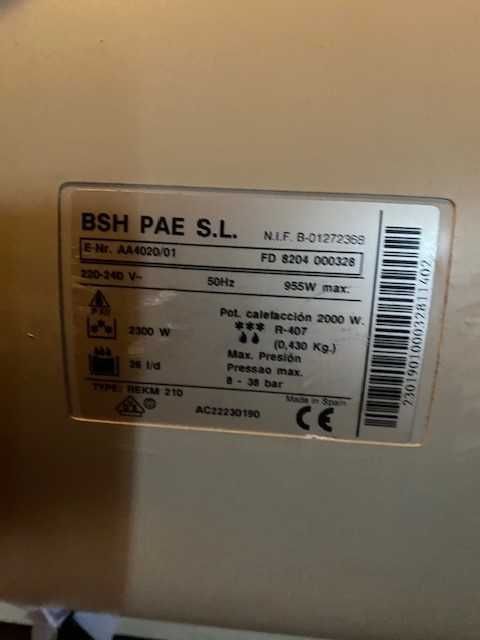 BSH PAE S.L.
N.I.F. B-01272368
E-Nr. AA4020/01
FD 8204 000328
220-240 V~
50Hz
955W max.
Pot. calefacción 2000 W.
2300 W
*** R-407
(0,430 Kg.)
26 l/d
Max. Presión
Pressao max.
8 - 38 bar
TYPE: REKM 210
AC22230190
Made in Spain
CE